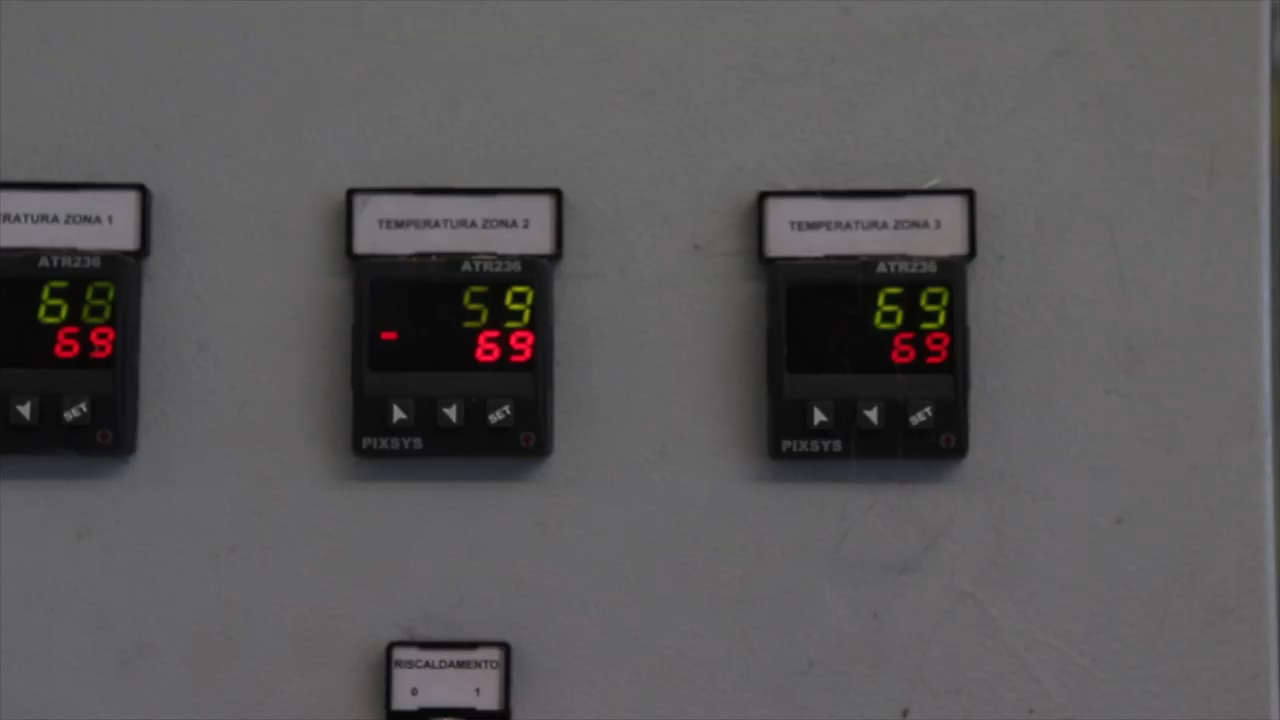 RATURA ZONA 1
ATR236
68
69
TEMPERATURA ZONA 2
ATR236
59
- 69
SET
PIXSYS
TEMPERATURA ZONA 3
ATR236
69
69
SET
PIXSYS
SET
RISCALDAMENTO
0 1